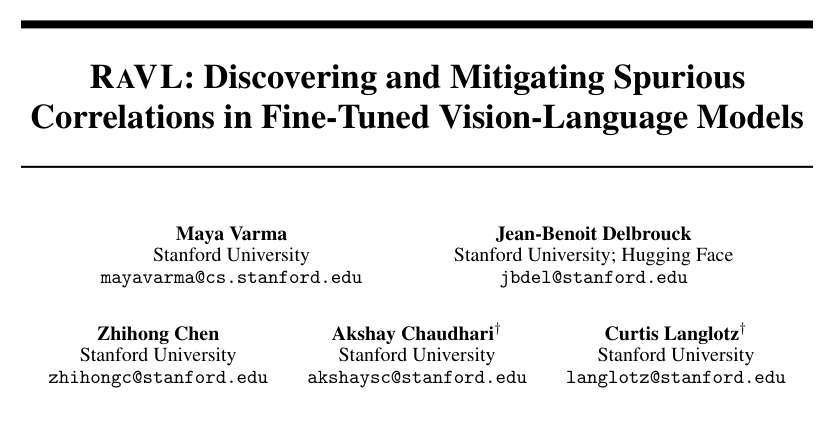 RAVL: Discovering and Mitigating Spurious
Correlations in Fine-Tuned Vision-Language Models
Maya Varma
Stanford University
mayavarma@cs.stanford.edu
Jean-Benoit Delbrouck
Stanford University; Hugging Face
jbdel@stanford.edu
Zhihong Chen
Stanford University
zhihongc@stanford.edu
Akshay Chaudhari†
Stanford University
akshaysc@stanford.edu
Curtis Langlotz†
Stanford University
langlotz@stanford.edu